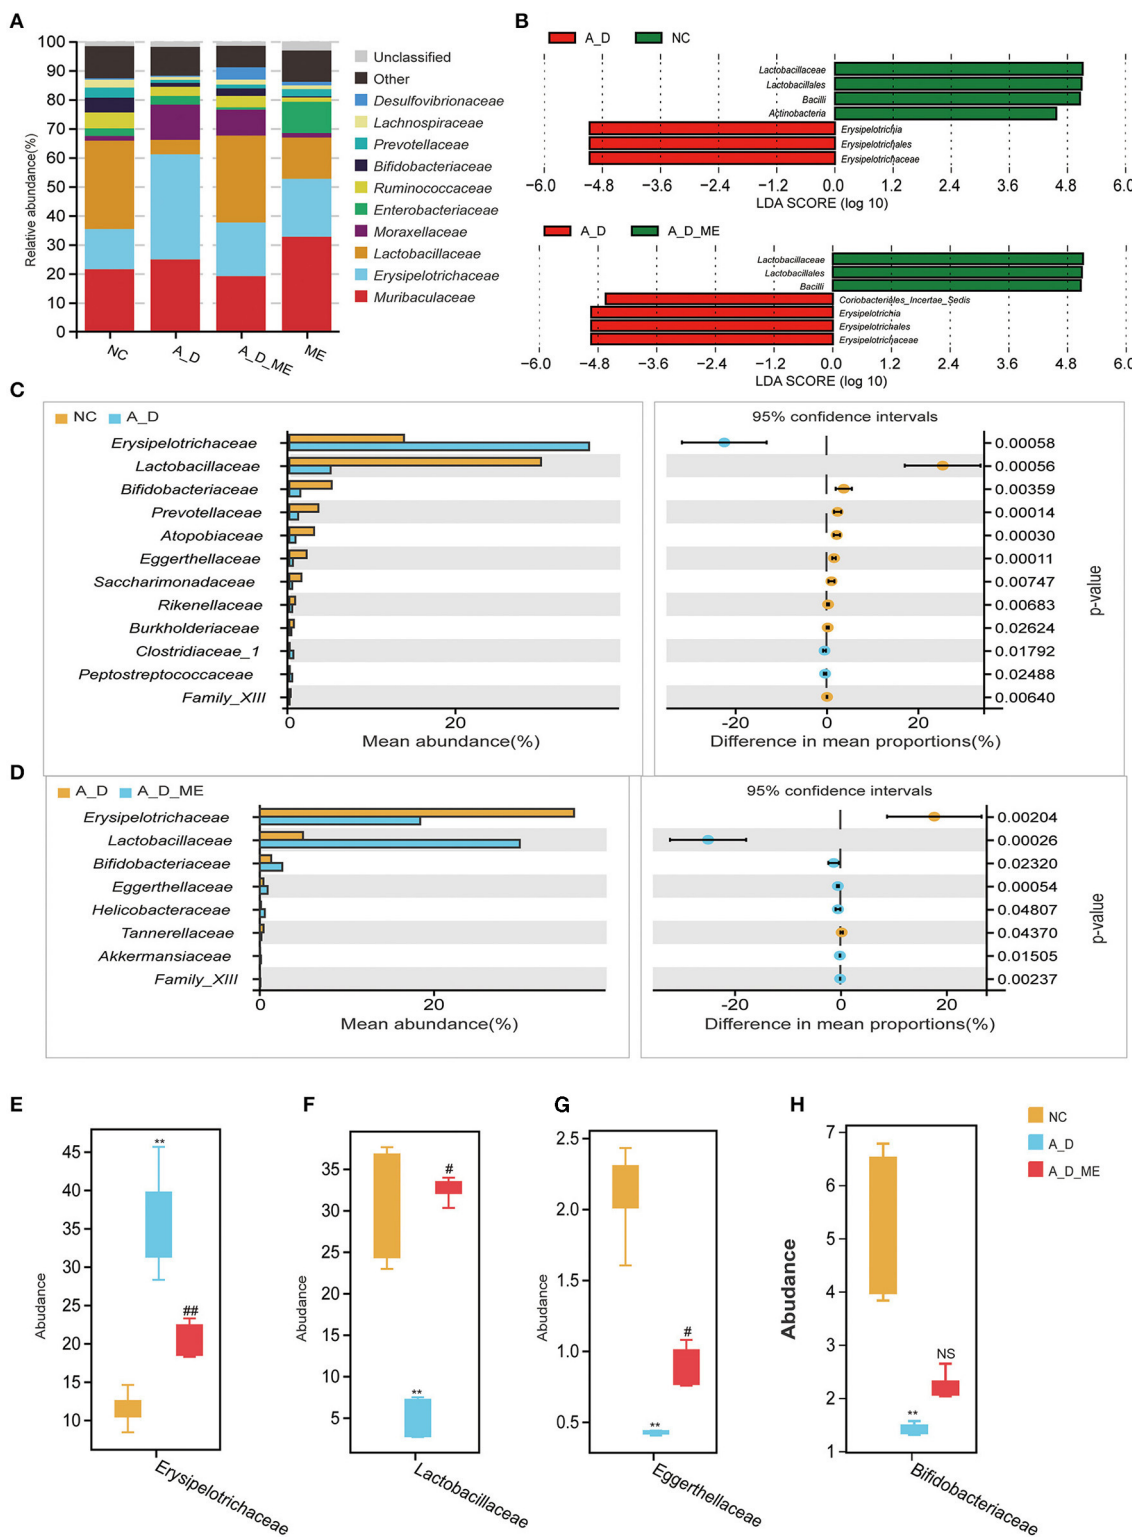 A
100
90
80
70
60
50
40
30
20
10
0
Relative abundance(%)
NC
A_D
A_D_ME
ME
Unclassified
Other
Desulfovibrionaceae
Lachnospiraceae
Prevotellaceae
Bifidobacteriaceae
Ruminococcaceae
Enterobacteriaceae
Moraxellaceae
Lactobacillaceae
Erysipelotrichaceae
Muribaculaceae
B
A_D NC
Lactobacillaceae
Lactobacillales
Bacilli
Actinobacteria
Erysipelotrichia
Erysipelotrichales
Erysipelotrichaceae
−6.0 −4.8 −3.6 −2.4 −1.2 0.0 1.2 2.4 3.6 4.8 6.0
LDA SCORE (log 10)
A_D A_D_ME
Lactobacillaceae
Lactobacillales
Bacilli
Coriobacteriales_Incertae_Sedis
Erysipelotrichia
Erysipelotrichales
Erysipelotrichaceae
−6.0 −4.8 −3.6 −2.4 −1.2 0.0 1.2 2.4 3.6 4.8 6.0
LDA SCORE (log 10)
C
NC A_D
95% confidence intervals
Erysipelotrichaceae 0.00058
Lactobacillaceae 0.00056
Bifidobacteriaceae 0.00359
Prevotellaceae 0.00014
Atopobiaceae 0.00030
Eggerthellaceae 0.00011
Saccharimonadaceae 0.00747
Rikenellaceae 0.00683
Burkholderiaceae 0.02624
Clostridiaceae_1 0.01792
Peptostreptococcaceae 0.02488
Family_XIII 0.00640
p-value
0 20 -20 0 20
Mean abundance(%) Difference in mean proportions(%)
D
A_D A_D_ME
95% confidence intervals
Erysipelotrichaceae 0.00204
Lactobacillaceae 0.00026
Bifidobacteriaceae 0.02320
Eggerthellaceae 0.00054
Helicobacteraceae 0.04807
Tannerellaceae 0.04370
Akkermansiaceae 0.01505
Family_XIII 0.00237
p-value
0 20 -20 0 20
Mean abundance(%) Difference in mean proportions(%)
E
45
40
35
30
25
20
15
10
Abudance
**
##
Erysipelotrichaceae
F
35
30
25
20
15
10
5
Abudance
#
**
Lactobacillaceae
G
2.5
2.0
1.5
1.0
0.5
Abudance
#
**
Eggerthellaceae
H
7
6
5
4
3
2
1
Abudance
NS
**
Bifidobacteriaceae
NC
A_D
A_D_ME